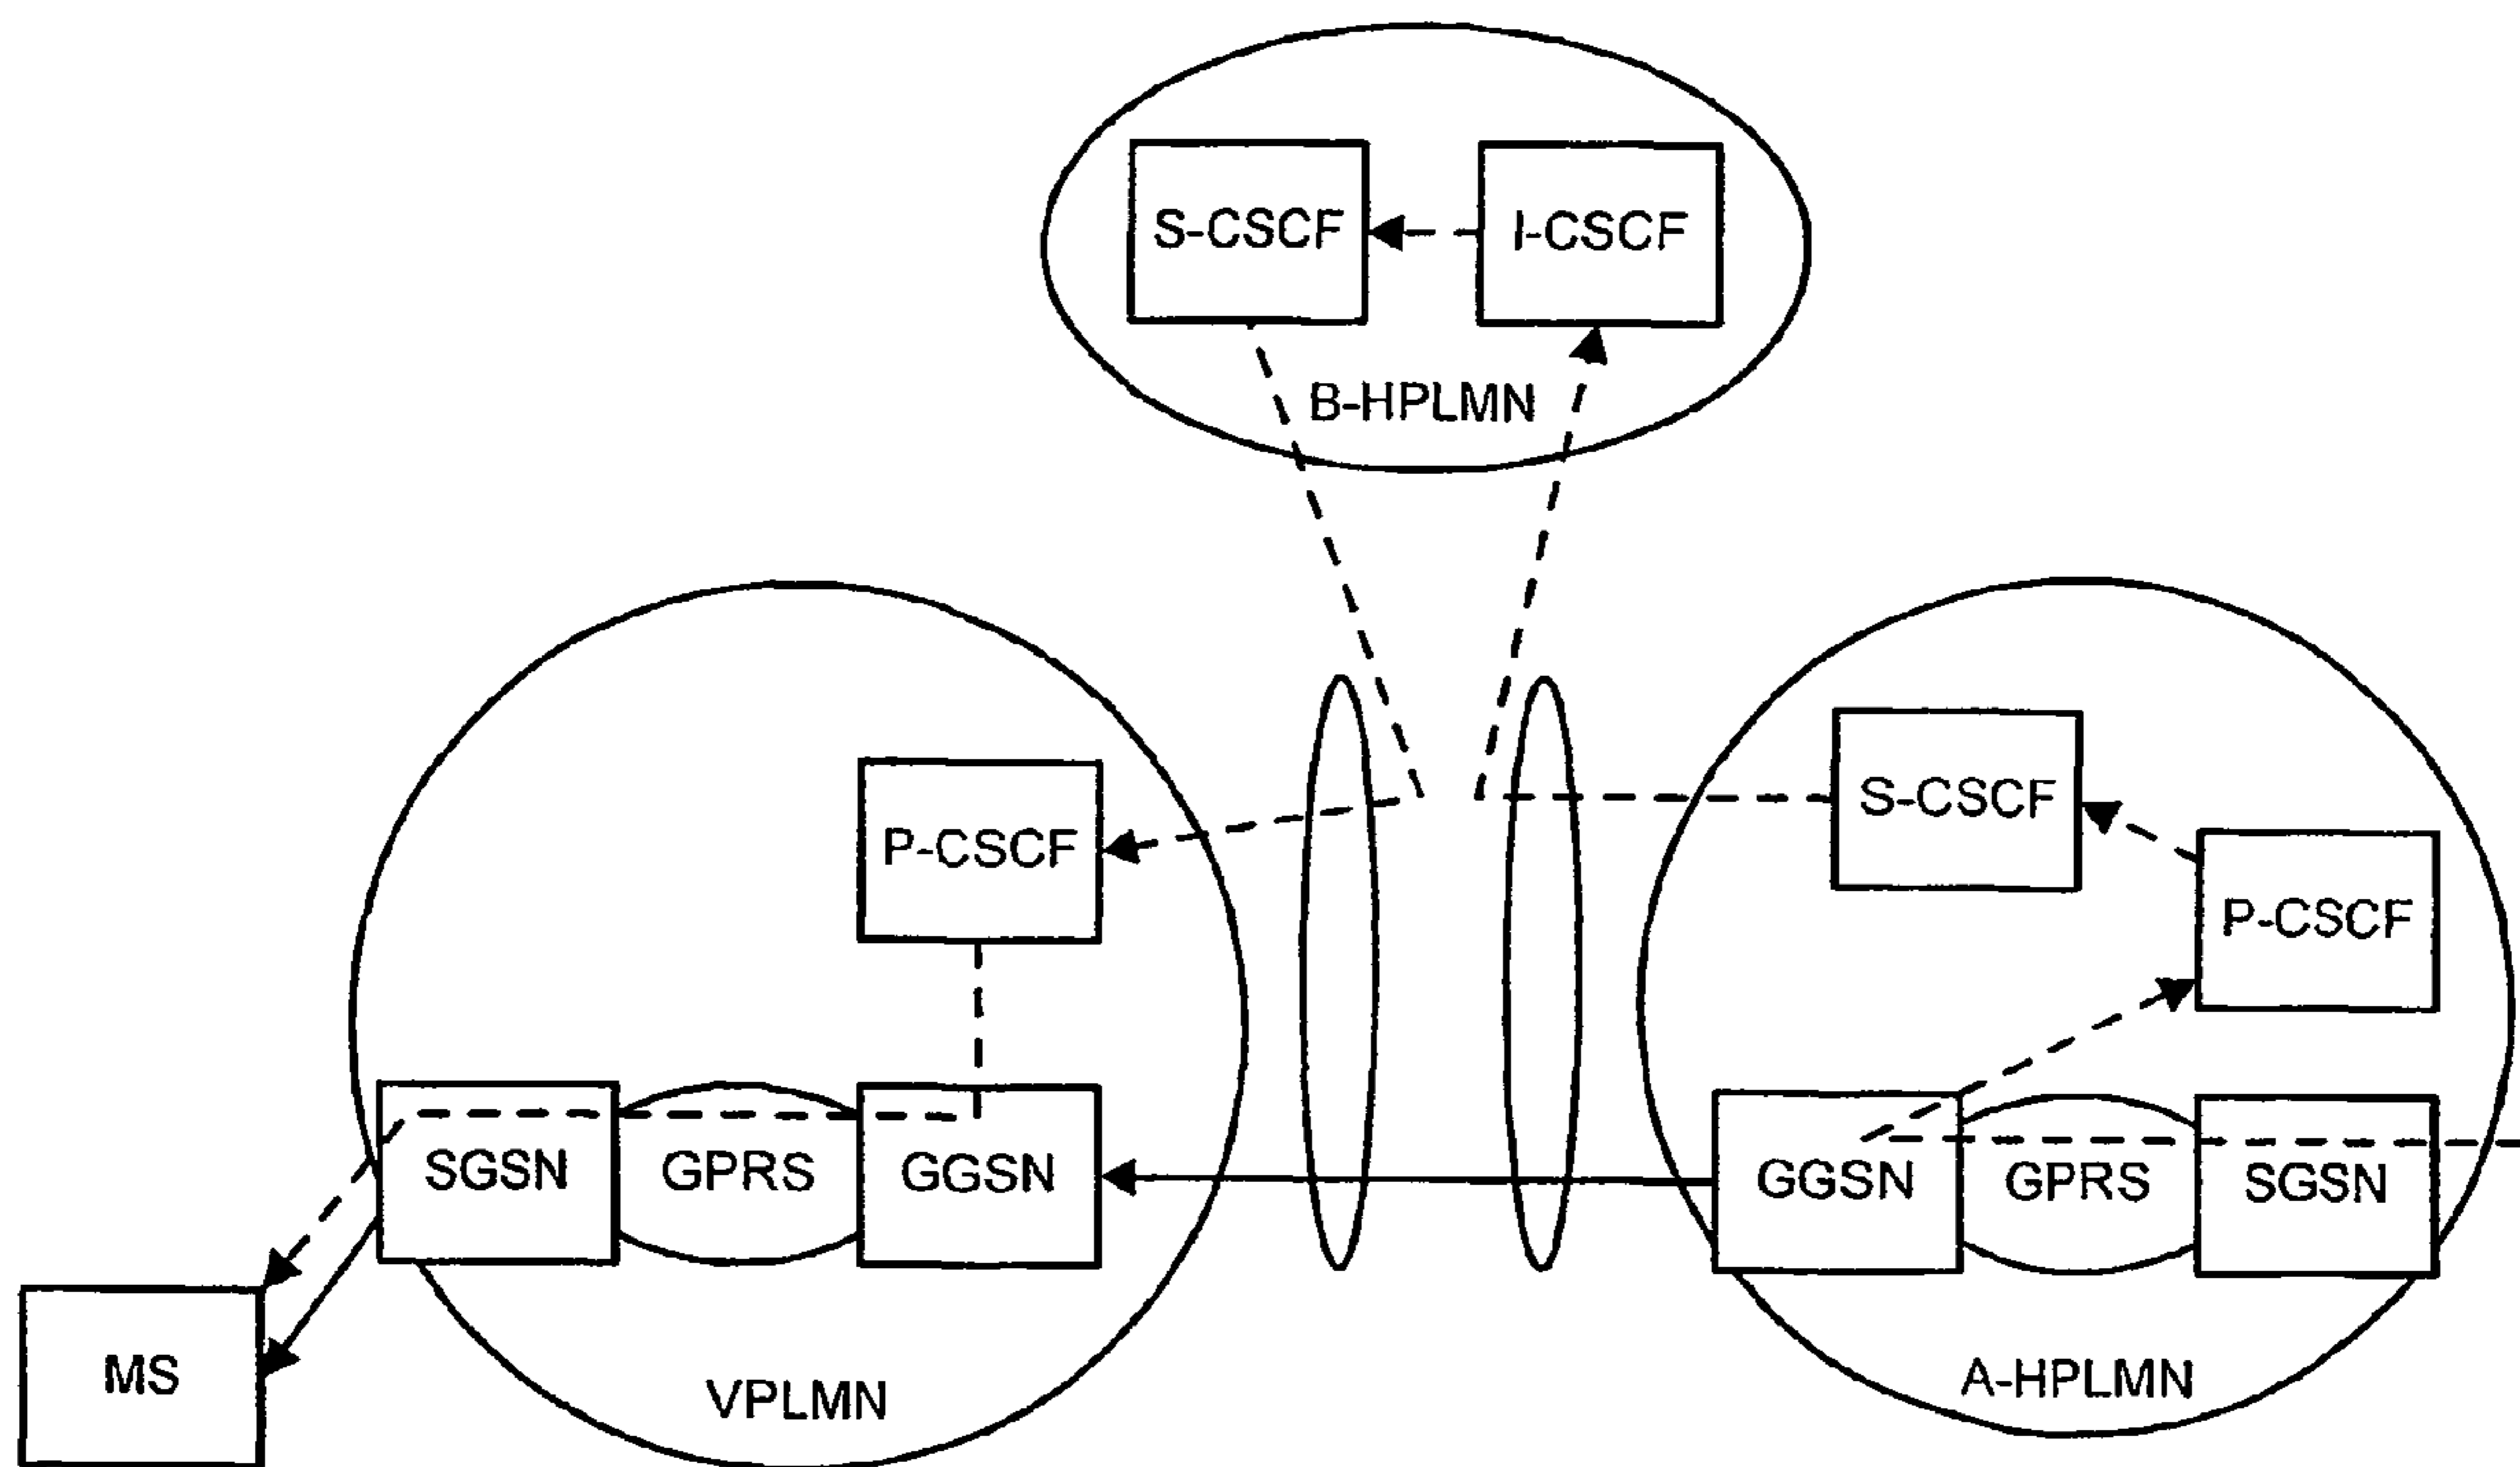 S-CSCF
I-CSCF
B-HPLMN
S-CSCF
P-CSCF
P-CSCF
SGSN
GPRS
GGSN
GGSN
GPRS
SGSN
MS
VPLMN
A-HPLMN